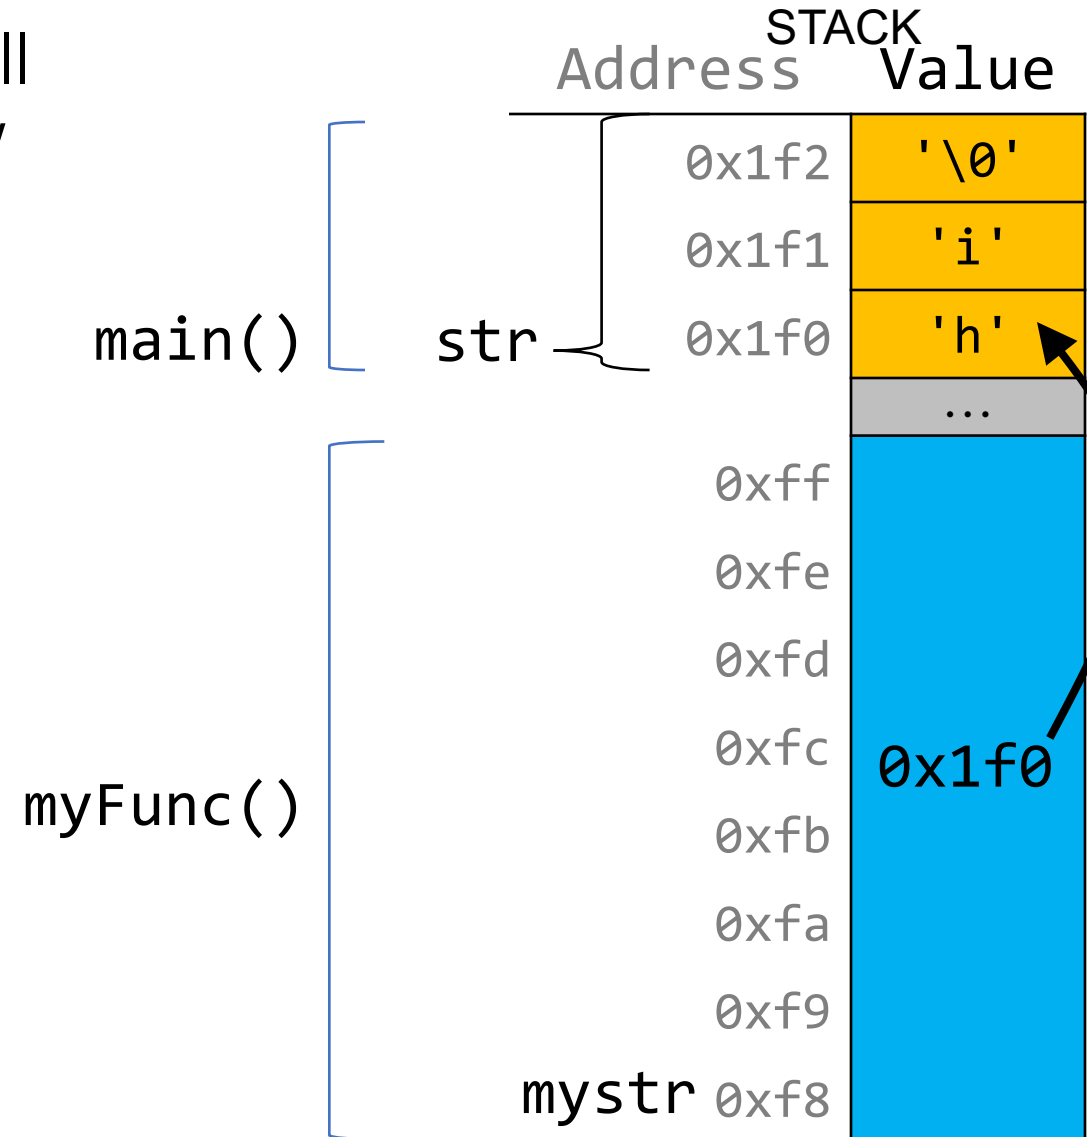 STACK
Address Value
0x1f2 '\0'
0x1f1 'i'
main() str 0x1f0 'h'
...
0xff
0xfe
0xfd
0xfc 0x1f0
myFunc() 0xfb
0xfa
0xf9
mystr 0xf8